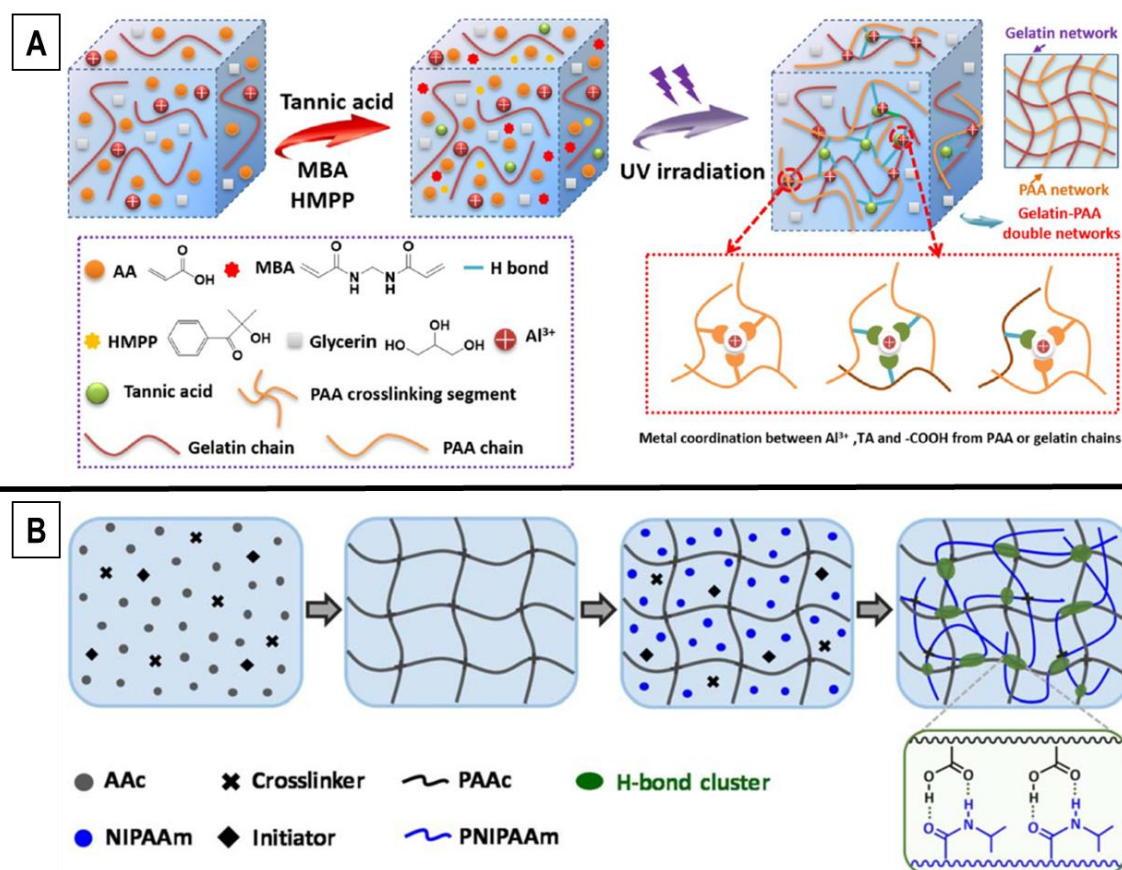 A
Tannic acid
MBA
HMPP
UV irradiation
Gelatin network
PAA network
Gelatin-PAA
double networks
AA
O
OH
MBA
O
O
N
H
N
H
H bond
HMPP
OH
O
Glycerin
OH
HO
OH
Al³⁺
Tannic acid
PAA crosslinking segment
Gelatin chain
PAA chain
Metal coordination between Al³⁺ ,TA and -COOH from PAA or gelatin chains
B
AAc
Crosslinker
PAAc
H-bond cluster
NIPAAm
Initiator
PNIPAAm
O
O
O
O
H
H
H
H
O
N
O
N